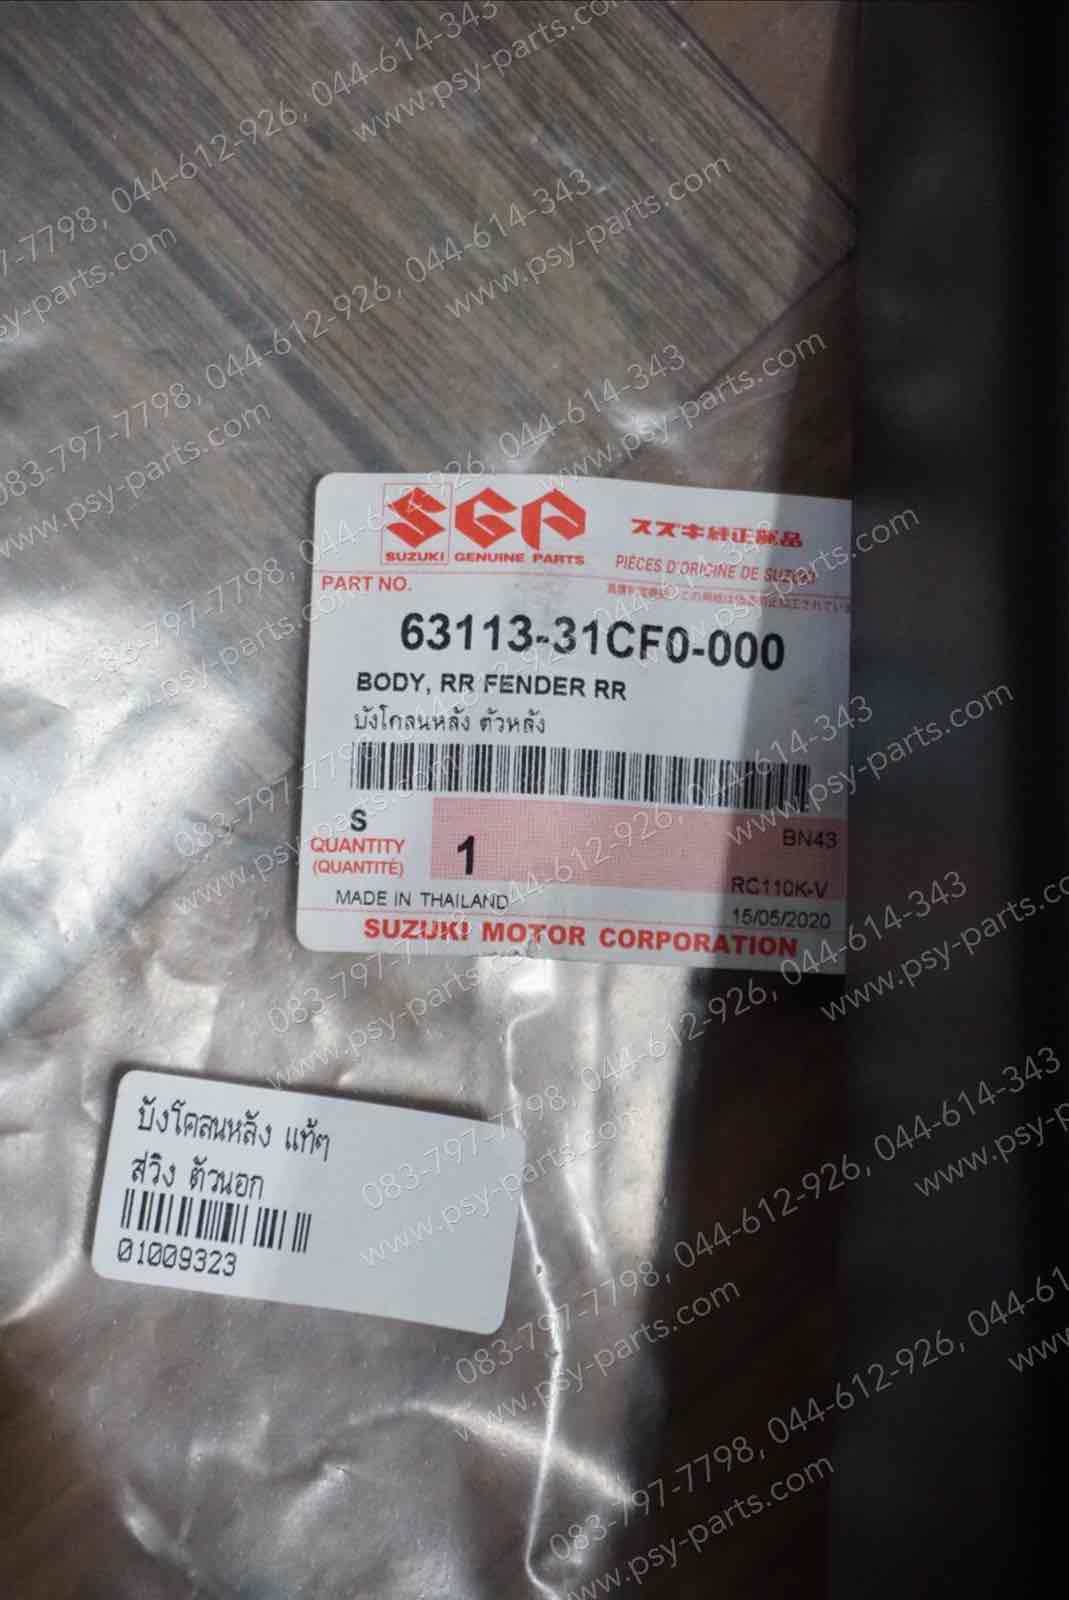 SGP
SUZUKI GENUINE PARTS
スズキ純正部品
PIÈCES D'ORIGINE DE SUZUKI
PART NO.
63113-31CF0-000
BODY, RR FENDER RR
บังโคลนหลัง ตัวหลัง
S
QUANTITY
(QUANTITÉ)
1
BN43
RC110K-V
MADE IN THAILAND
15/05/2020
SUZUKI MOTOR CORPORATION
บังโคลนหลัง แท้ๆ
สวิง ตัวนอก
01009323
083-797-7798, 044-612-926, 044-614-343
www.psy-parts.com